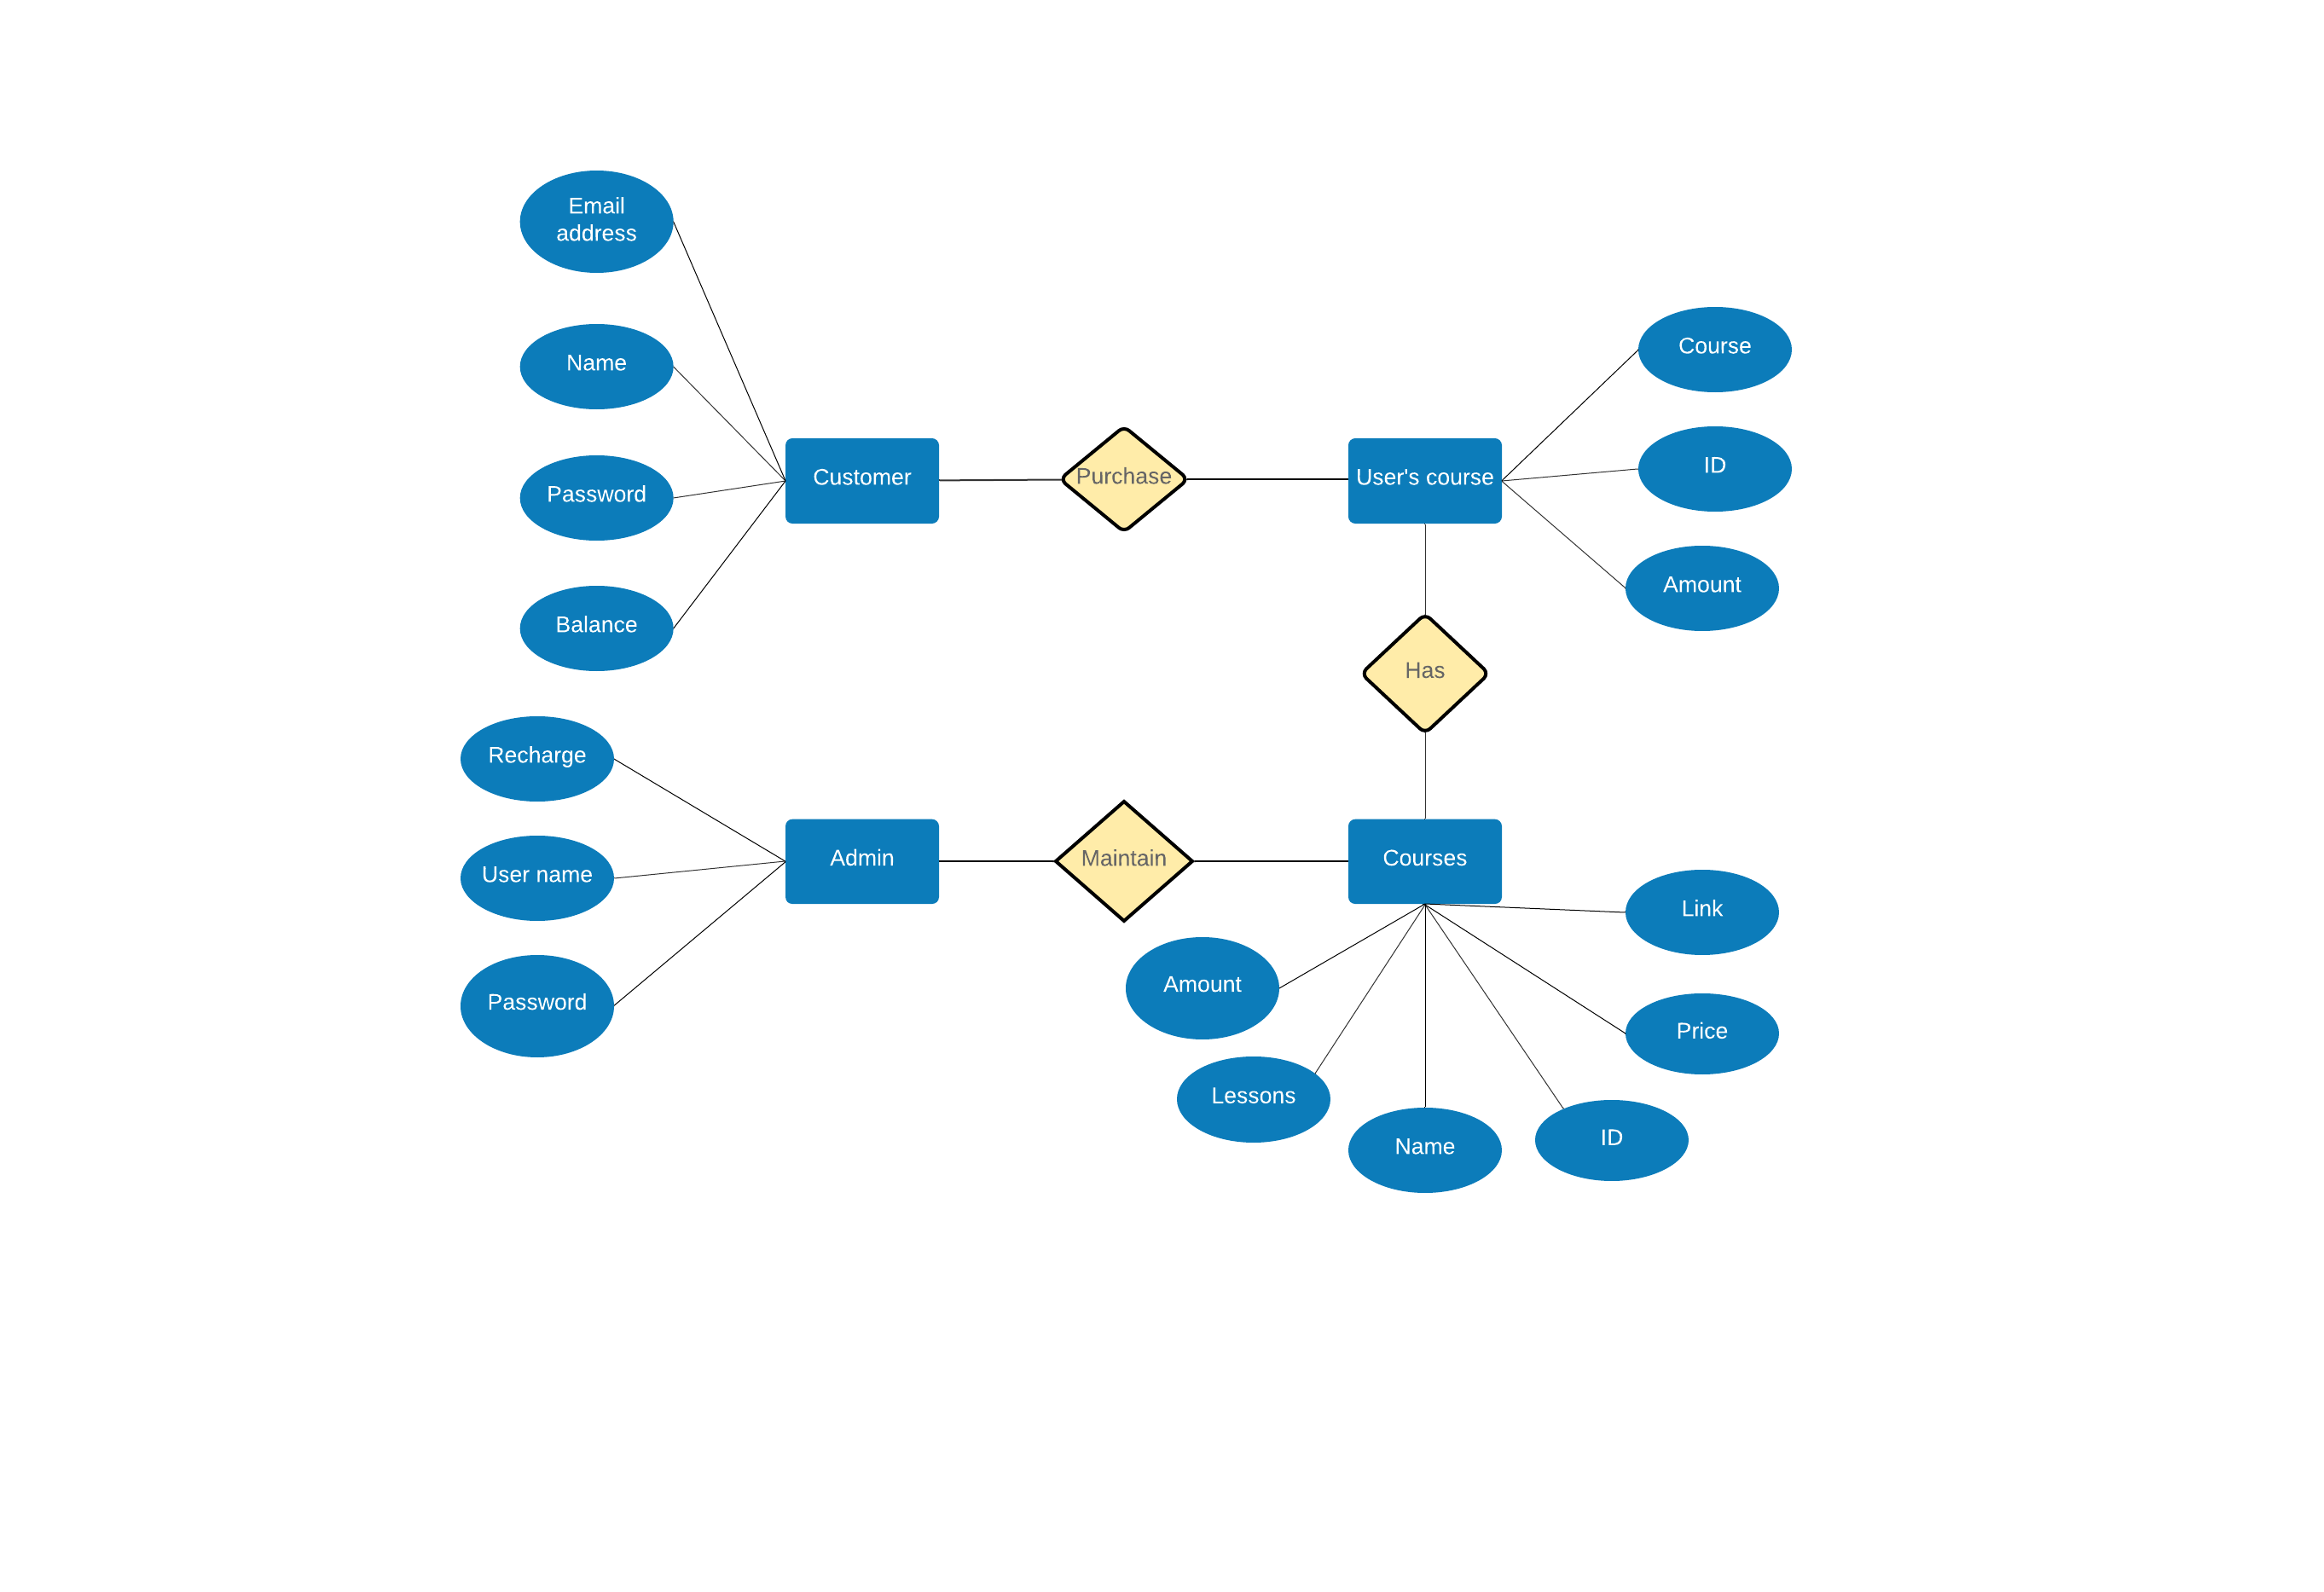 Email
address
Name
Password
Balance
Customer
Purchase
User's course
Course
ID
Amount
Has
Recharge
User name
Password
Admin
Maintain
Courses
Link
Price
ID
Name
Lessons
Amount